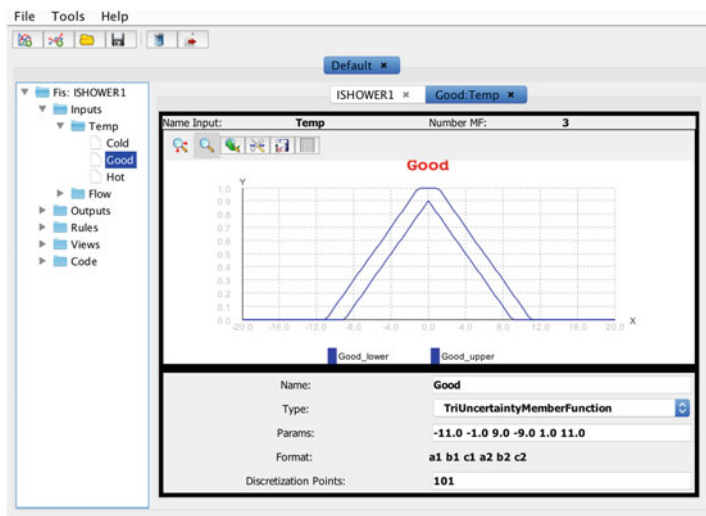 File Tools Help
Default ×
Fis: ISHOWER1
Inputs
Temp
Cold
Good
Hot
Flow
Outputs
Rules
Views
Code
ISHOWER1 × Good:Temp ×
Name Input: Temp Number MF: 3
Good
Y
1.0
0.9
0.8
0.7
0.6
0.5
0.4
0.3
0.2
0.1
0.0
-20.0 -16.0 -12.0 -8.0 -4.0 0.0 4.0 8.0 12.0 16.0 20.0 X
Good_lower Good_upper
Name: Good
Type: TriUncertaintyMemberFunction
Params: -11.0 -1.0 9.0 -9.0 1.0 11.0
Format: a1 b1 c1 a2 b2 c2
Discretization Points: 101